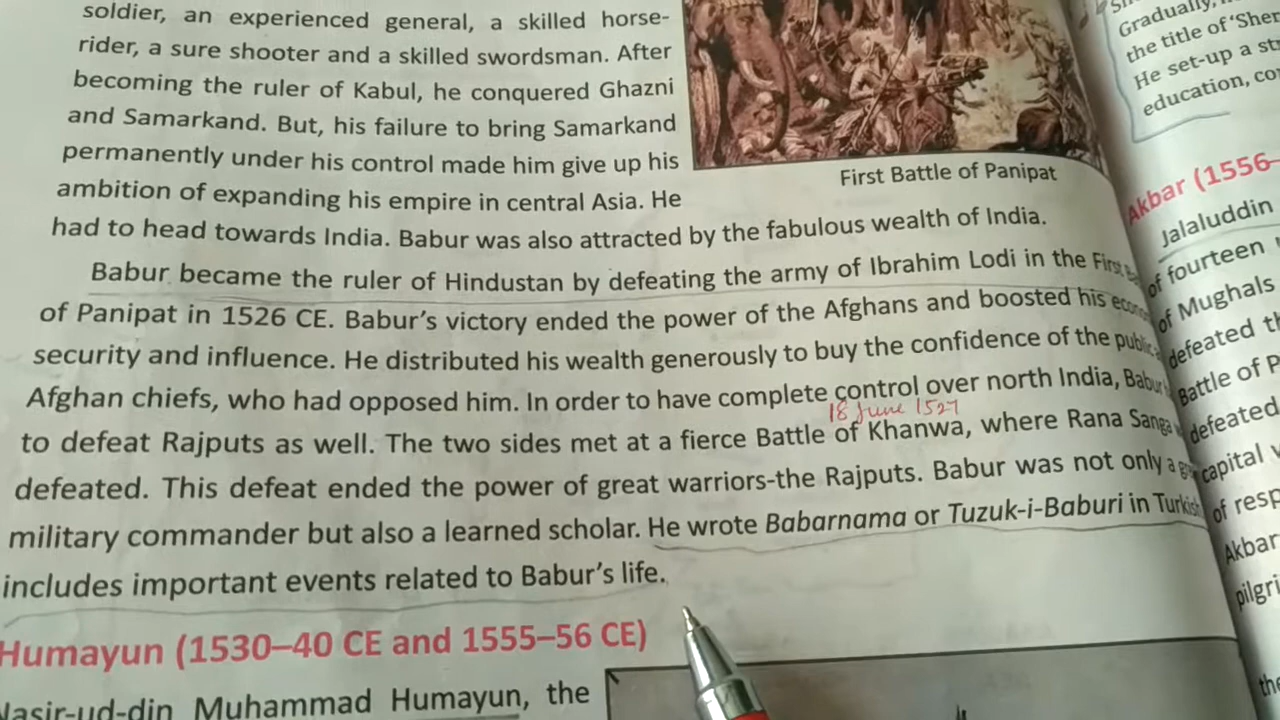 soldier, an experienced general, a skilled horse-
rider, a sure shooter and a skilled swordsman. After
becoming the ruler of Kabul, he conquered Ghazni
and Samarkand. But, his failure to bring Samarkand
permanently under his control made him give up his
ambition of expanding his empire in central Asia. He
had to head towards India. Babur was also attracted by the fabulous wealth of India.
First Battle of Panipat
Babur became the ruler of Hindustan by defeating the army of Ibrahim Lodi in the First
of Panipat in 1526 CE. Babur's victory ended the power of the Afghans and boosted his
security and influence. He distributed his wealth generously to buy the confidence of the public
Afghan chiefs, who had opposed him. In order to have complete control over north India, Babur
18 June 1527
to defeat Rajputs as well. The two sides met at a fierce Battle of Khanwa, where Rana Sanga
defeated. This defeat ended the power of great warriors-the Rajputs. Babur was not only a
military commander but also a learned scholar. He wrote Babarnama or Tuzuk-i-Baburi in Turkish
includes important events related to Babur's life.
Humayun (1530–40 CE and 1555–56 CE)
Nasir-ud-din Muhammad Humayun, the
Gradually,
the title of 'Sher
He set-up a
education,
Akbar (1556–
Jalaluddin
of fourteen
of Mughals
defeated
Battle of
defeated
capital
of
Akbar